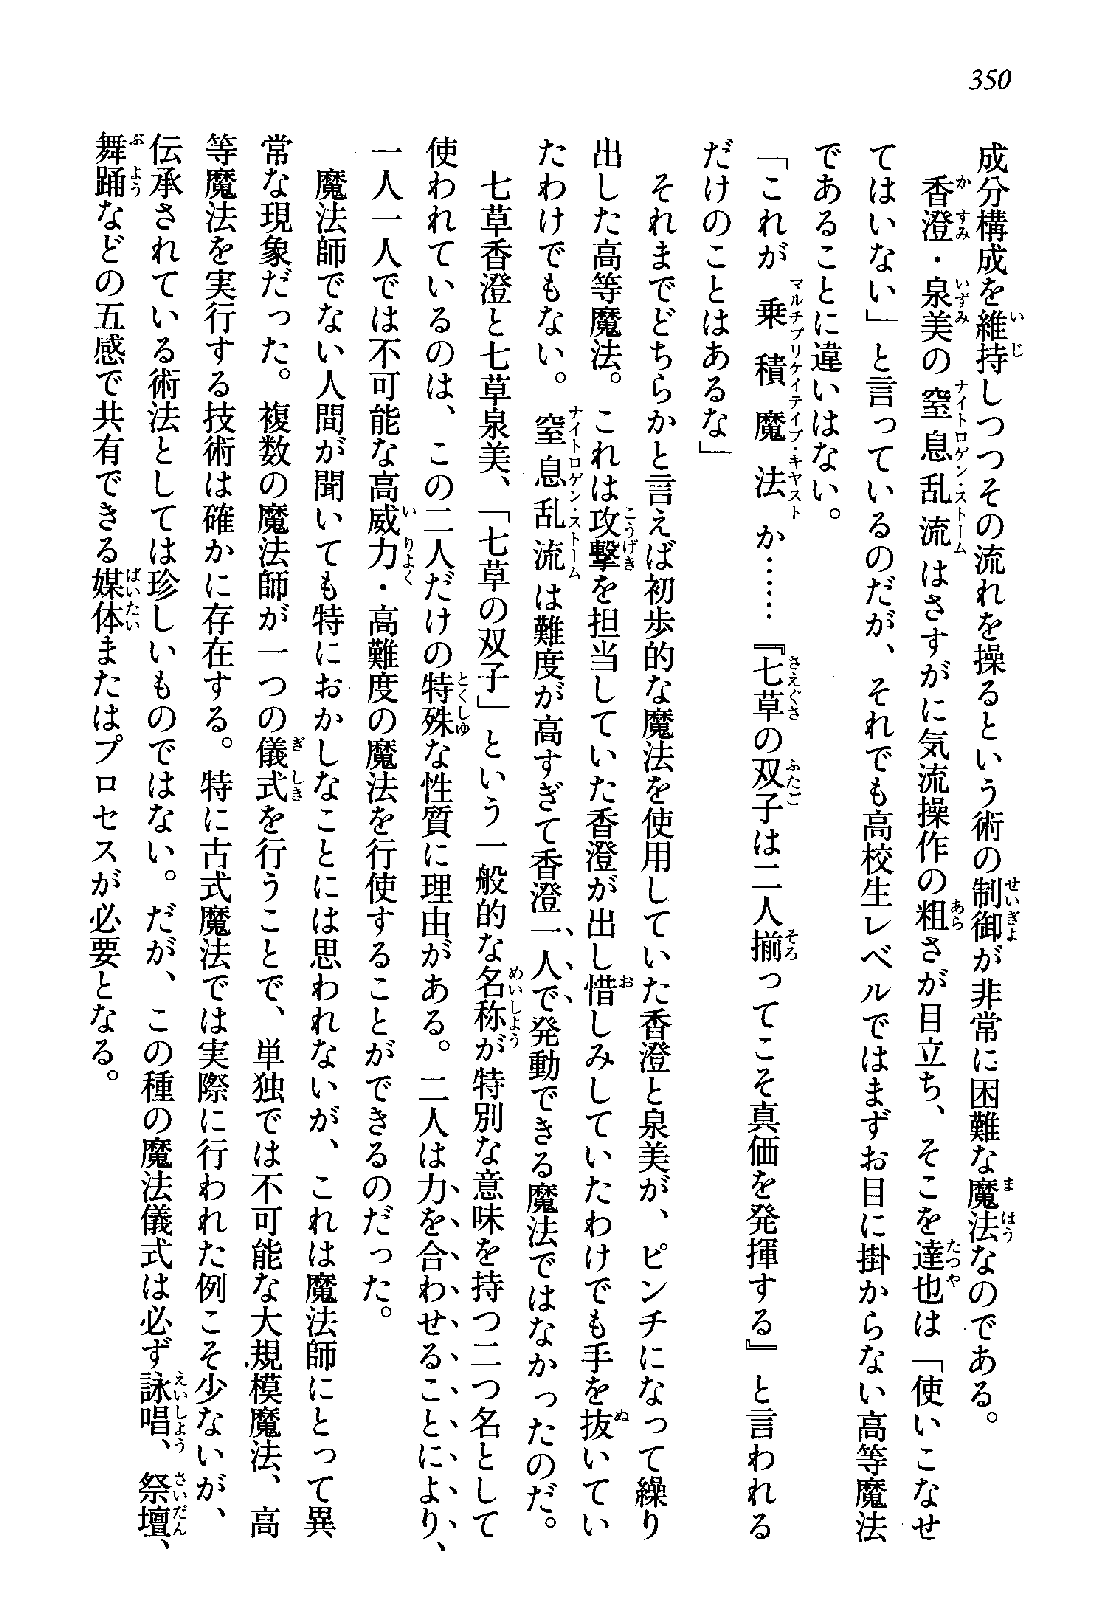 350
成分構成を維持しつつその流れを操るという術の制御が非常に困難な魔法なのである。
香澄・泉美の窒息乱流はさすがに気流操作の粗さが目立ち、そこを達也は「使いこなせ
てはいない」と言っているのだが、それでも高校生レベルではまずお目に掛からない高等魔法
であることに違いはない。
「これが乗積魔法か……『七草の双子は二人揃ってこそ真価を発揮する』と言われる
だけのことはあるな」
それまでどちらかと言えば初歩的な魔法を使用していた香澄と泉美が、ピンチになって繰り
出した高等魔法。これは攻撃を担当していた香澄が出し惜しみしていたわけでも手を抜いてい
たわけでもない。窒息乱流は難度が高すぎて香澄一人で発動できる魔法ではなかったのだ。
七草香澄と七草泉美、「七草の双子」という一般的な名称が特別な意味を持つ二つ名として
使われているのは、この二人だけの特殊な性質に理由がある。二人は力を合わせることにより、
一人一人では不可能な高威力・高難度の魔法を行使することができるのだった。
魔法師でない人間が聞いても特におかしなことには思われないが、これは魔法師にとって異
常な現象だった。複数の魔法師が一つの儀式を行うことで、単独では不可能な大規模魔法、高
等魔法を実行する技術は確かに存在する。特に古式魔法では実際に行われた例こそ少ないが、
伝承されている術法としては珍しいものではない。だが、この種の魔法儀式は必ず詠唱、祭壇、
舞踊などの五感で共有できる媒体またはプロセスが必要となる。